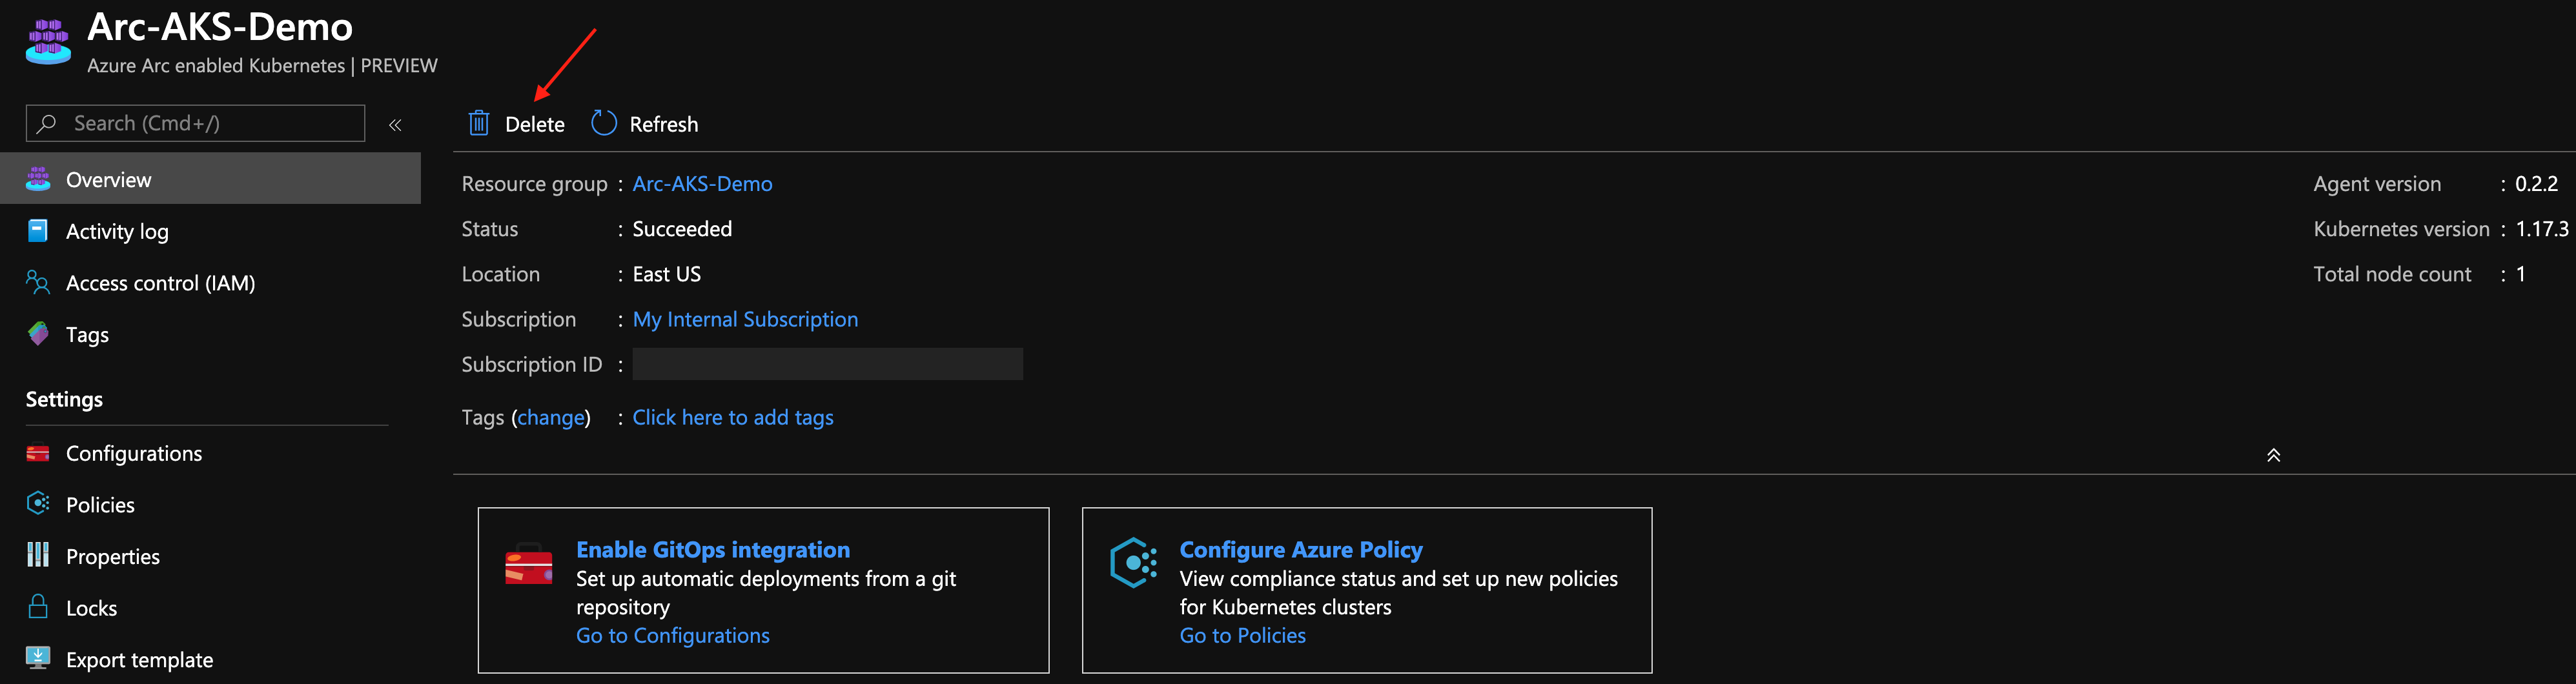 Arc-AKS-Demo
Azure Arc enabled Kubernetes | PREVIEW
Search (Cmd+/)
«
Overview
Activity log
Access control (IAM)
Tags
Settings
Configurations
Policies
Properties
Locks
Export template
Delete
Refresh
Resource group : Arc-AKS-Demo
Status : Succeeded
Location : East US
Subscription : My Internal Subscription
Subscription ID :
Tags (change) : Click here to add tags
Agent version : 0.2.2
Kubernetes version : 1.17.3
Total node count : 1
Enable GitOps integration
Set up automatic deployments from a git
repository
Go to Configurations
Configure Azure Policy
View compliance status and set up new policies
for Kubernetes clusters
Go to Policies